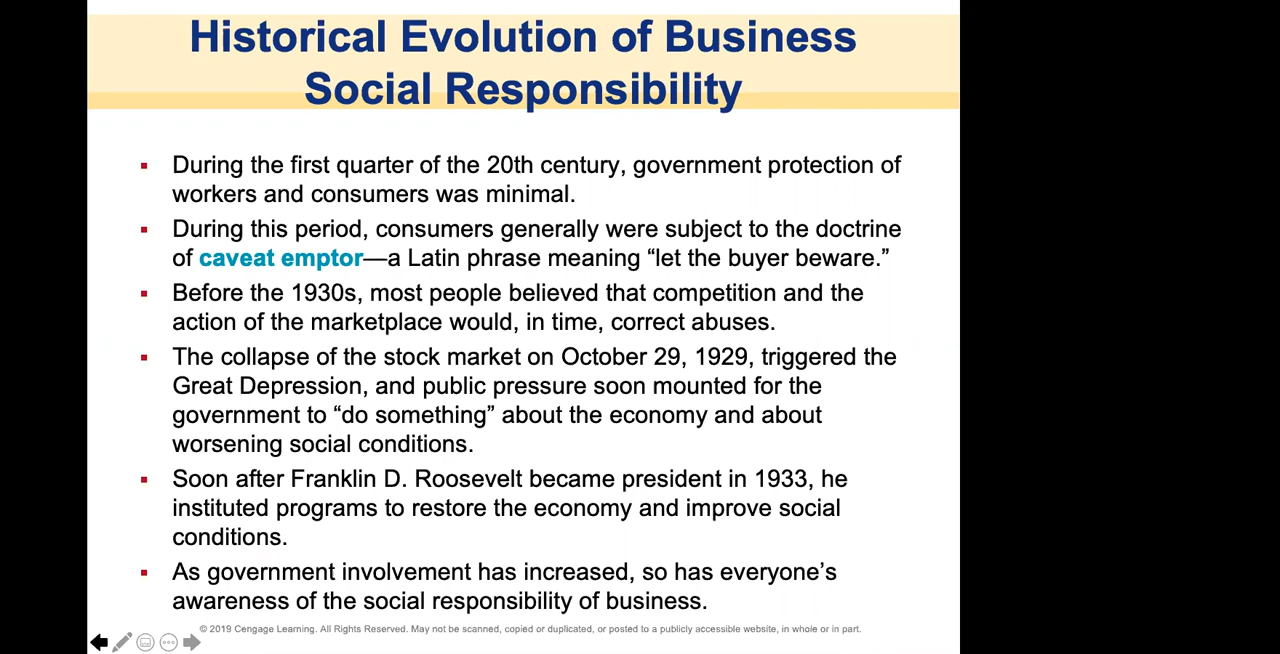 Historical Evolution of Business
Social Responsibility
▪ During the first quarter of the 20th century, government protection of
workers and consumers was minimal.
▪ During this period, consumers generally were subject to the doctrine
of caveat emptor—a Latin phrase meaning “let the buyer beware.”
▪ Before the 1930s, most people believed that competition and the
action of the marketplace would, in time, correct abuses.
▪ The collapse of the stock market on October 29, 1929, triggered the
Great Depression, and public pressure soon mounted for the
government to “do something” about the economy and about
worsening social conditions.
▪ Soon after Franklin D. Roosevelt became president in 1933, he
instituted programs to restore the economy and improve social
conditions.
▪ As government involvement has increased, so has everyone’s
awareness of the social responsibility of business.
© 2019 Cengage Learning. All Rights Reserved. May not be scanned, copied or duplicated, or posted to a publicly accessible website, in whole or in part.